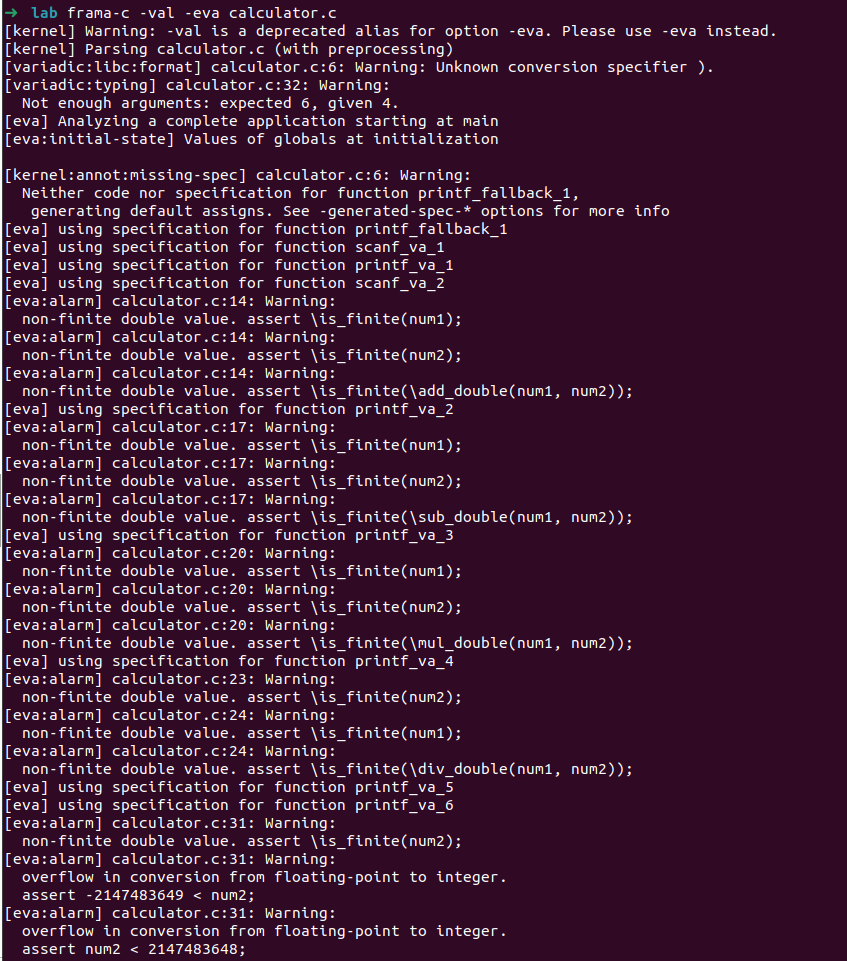 → lab frama-c -val -eva calculator.c
[kernel] Warning: -val is a deprecated alias for option -eva. Please use -eva instead.
[kernel] Parsing calculator.c (with preprocessing)
[variadic:libc:format] calculator.c:6: Warning: Unknown conversion specifier ).
[variadic:typing] calculator.c:32: Warning:
  Not enough arguments: expected 6, given 4.
[eva] Analyzing a complete application starting at main
[eva:initial-state] Values of globals at initialization
[kernel:annot:missing-spec] calculator.c:6: Warning:
  Neither code nor specification for function printf_fallback_1,
   generating default assigns. See -generated-spec-* options for more info
[eva] using specification for function printf_fallback_1
[eva] using specification for function scanf_va_1
[eva] using specification for function printf_va_1
[eva] using specification for function scanf_va_2
[eva:alarm] calculator.c:14: Warning:
  non-finite double value. assert \is_finite(num1);
[eva:alarm] calculator.c:14: Warning:
  non-finite double value. assert \is_finite(num2);
[eva:alarm] calculator.c:14: Warning:
  non-finite double value. assert \is_finite(\add_double(num1, num2));
[eva] using specification for function printf_va_2
[eva:alarm] calculator.c:17: Warning:
  non-finite double value. assert \is_finite(num1);
[eva:alarm] calculator.c:17: Warning:
  non-finite double value. assert \is_finite(num2);
[eva:alarm] calculator.c:17: Warning:
  non-finite double value. assert \is_finite(\sub_double(num1, num2));
[eva] using specification for function printf_va_3
[eva:alarm] calculator.c:20: Warning:
  non-finite double value. assert \is_finite(num1);
[eva:alarm] calculator.c:20: Warning:
  non-finite double value. assert \is_finite(num2);
[eva:alarm] calculator.c:20: Warning:
  non-finite double value. assert \is_finite(\mul_double(num1, num2));
[eva] using specification for function printf_va_4
[eva:alarm] calculator.c:23: Warning:
  non-finite double value. assert \is_finite(num2);
[eva:alarm] calculator.c:24: Warning:
  non-finite double value. assert \is_finite(num1);
[eva:alarm] calculator.c:24: Warning:
  non-finite double value. assert \is_finite(\div_double(num1, num2));
[eva] using specification for function printf_va_5
[eva] using specification for function printf_va_6
[eva:alarm] calculator.c:31: Warning:
  non-finite double value. assert \is_finite(num2);
[eva:alarm] calculator.c:31: Warning:
  overflow in conversion from floating-point to integer.
  assert -2147483649 < num2;
[eva:alarm] calculator.c:31: Warning:
  overflow in conversion from floating-point to integer.
  assert num2 < 2147483648;